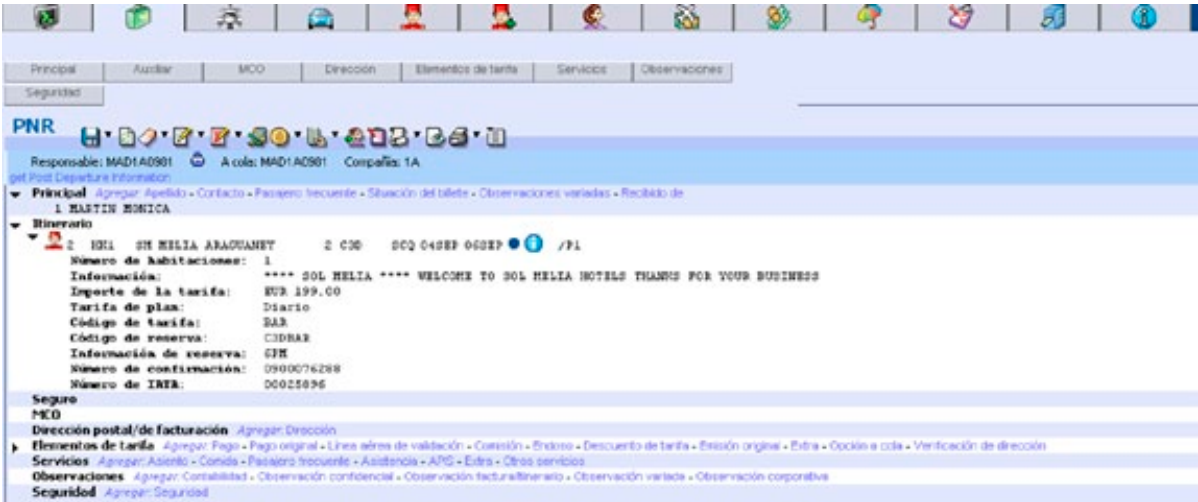 Principal Auxiliar MCO Dirección Elementos de tarifa Servicios Observaciones
Seguridad
PNR
Responsable: MAD1A0981 A cola: MAD1A0981 Compañía: 1A
get Post Departure Information
Principal Agregar: Apellido - Contacto - Pasajero frecuente - Situación del billete - Observaciones variadas - Recibido de
1 MARTIN MONICA
Itinerario
2 HK1 SM MELIA ARAGUANEY 2 C3D SCQ 04SEP 06SEP /P1
Número de habitaciones: 1
Información: **** SOL MELIA **** WELCOME TO SOL MELIA HOTELS THANKS FOR YOUR BUSINESS
Importe de la tarifa: EUR 199.00
Tarifa de plan: Diario
Código de tarifa: BAR
Código de reserva: C3DBAR
Información de reserva: 6PM
Número de confirmación: 0900076288
Número de IATA: 00025896
Seguro
MCO
Dirección postal/de facturación Agregar: Dirección
Elementos de tarifa Agregar: Pago - Pago original - Línea aérea de validación - Comisión - Endoso - Descuento de tarifa - Emisión original - Extra - Opción a cola - Verificación de dirección
Servicios Agregar: Asiento - Comida - Pasajero frecuente - Asistencia - APIS - Extra - Otros servicios
Observaciones Agregar: Contabilidad - Observación confidencial - Observación factura/itinerario - Observación variada - Observación corporativa
Seguridad Agregar: Seguridad